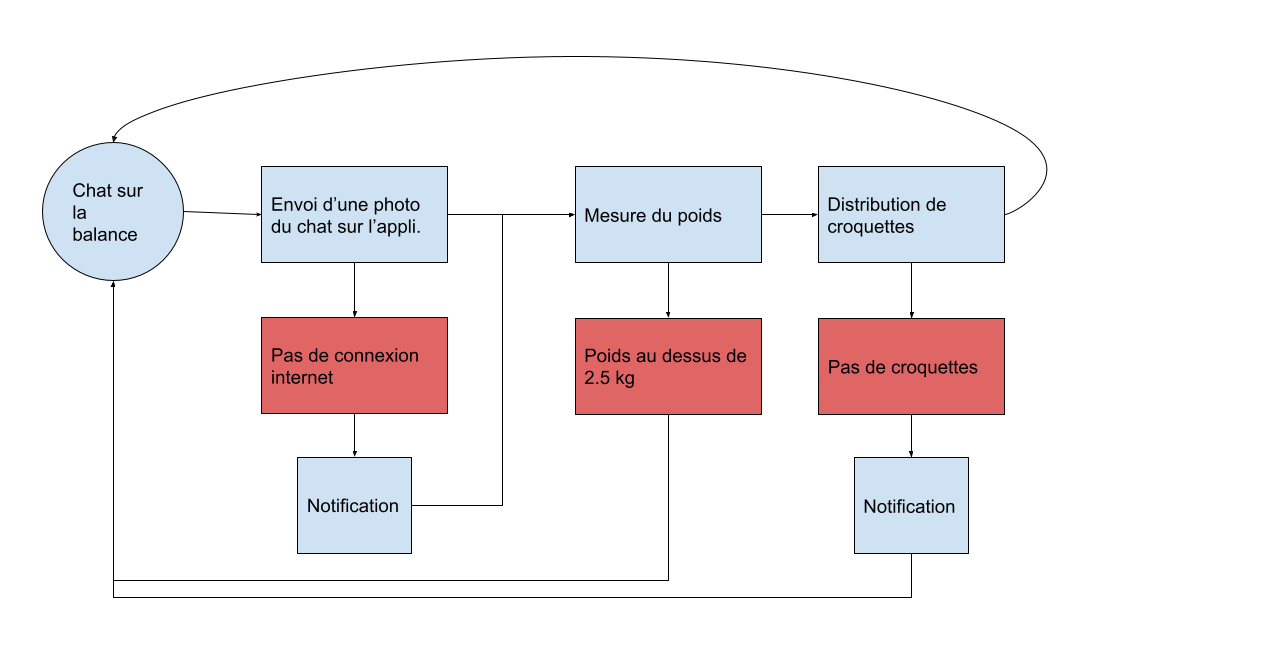 Chat sur
la
balance
Envoi d'une photo
du chat sur l'appli.
Mesure du poids
Distribution de
croquettes
Pas de connexion
internet
Poids au dessus de
2.5 kg
Pas de croquettes
Notification
Notification